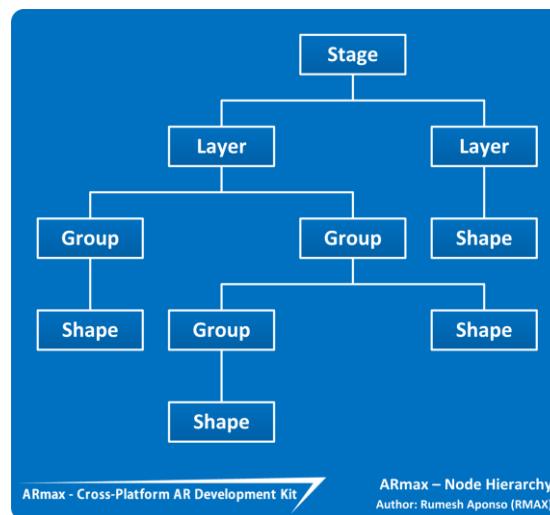 Stage
Layer
Layer
Group
Group
Shape
Shape
Group
Shape
Shape
ARmax - Cross-Platform AR Development Kit
ARmax – Node Hierarchy
Author: Rumesh Aponso (RMAX)